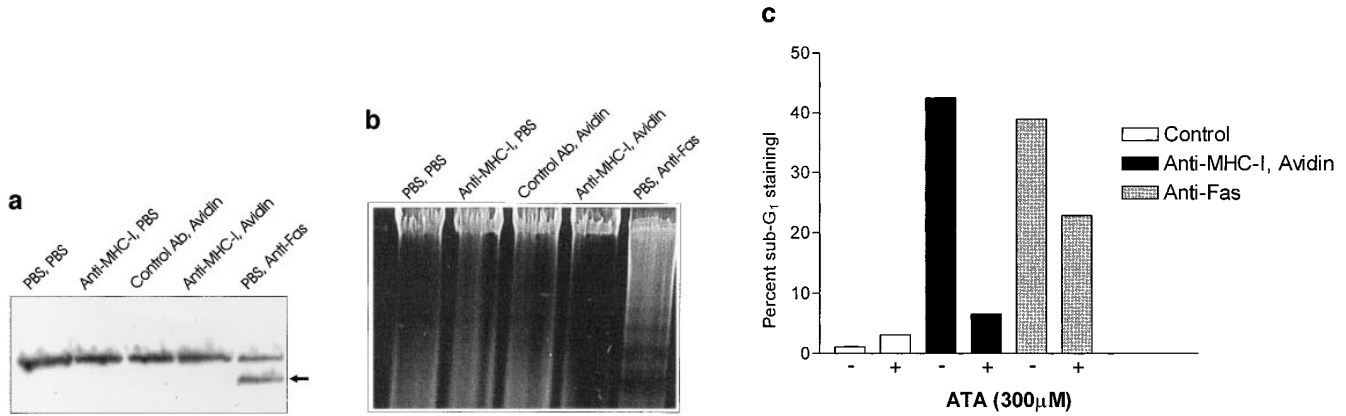 a
PBS, PBS
Anti-MHC-I, PBS
Control Ab, Avidin
Anti-MHC-I, Avidin
PBS, Anti-Fas
b
PBS, PBS
Anti-MHC-I, PBS
Control Ab, Avidin
Anti-MHC-I, Avidin
PBS, Anti-Fas
c
Percent sub-G₁ stainingl
50
40
30
20
10
0
- + - + - +
ATA (300μM)
Control
Anti-MHC-I, Avidin
Anti-Fas